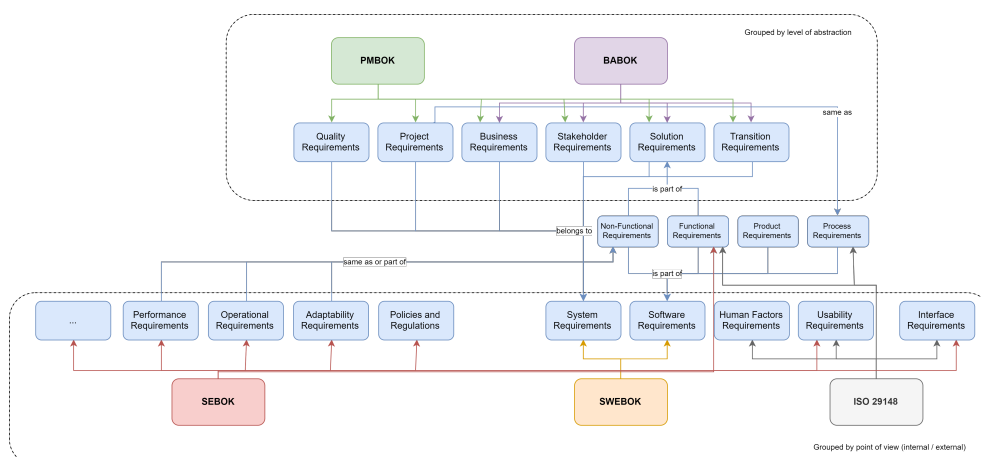 Grouped by level of abstraction
PMBOK
BABOK
same as
Quality
Requirements
Project
Requirements
Business
Requirements
Stakeholder
Requirements
Solution
Requirements
Transition
Requirements
is part of
belongs to
Non-Functional
Requirements
Functional
Requirements
Product
Requirements
Process
Requirements
same as or part of
is part of
...
Performance
Requirements
Operational
Requirements
Adaptability
Requirements
Policies and
Regulations
System
Requirements
Software
Requirements
Human Factors
Requirements
Usability
Requirements
Interface
Requirements
SEBOK
SWEBOK
ISO 29148
Grouped by point of view (internal / external)